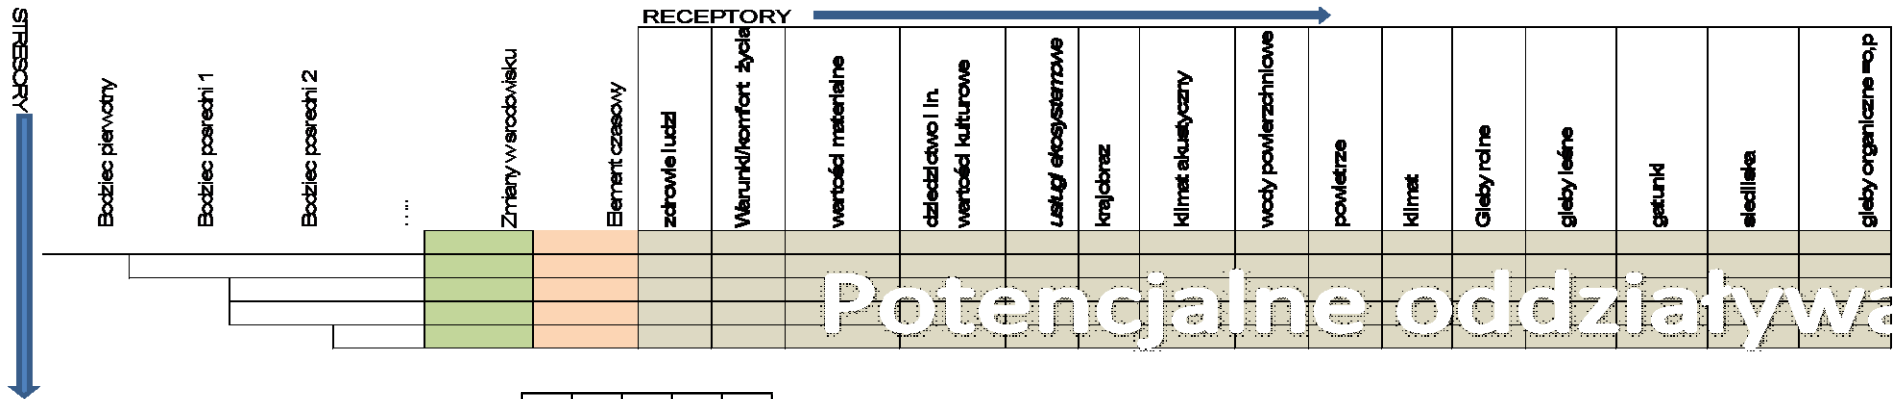 STRESORY
RECEPTORY
Bodziec pierwotny
Bodziec pośredni 1
Bodziec pośredni 2
....
Zmiany w srodowisku
Element czasowy
zdrowie ludzi
Warunki/komfort życia
wartości materialne
dziedzictwo i in.
wartości kulturowe
usługi ekosystemowe
krajobraz
klimat akustyczny
wody powierzchniowe
powietrze
klimat
Gleby rolne
gleby leśne
gatunki
siedliska
gleby organiczne =o,p
Potencjalne oddziaływa